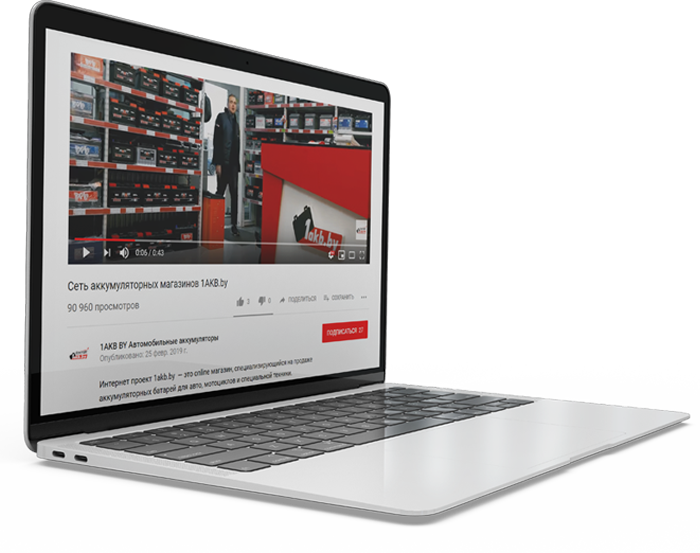 1akb.by
0:06 / 0:43
Сеть аккумуляторных магазинов 1AKB.by
90 960 просмотров
2
0
ПОДЕЛИТЬСЯ
СОХРАНИТЬ
1AKB BY Автомобильные аккумуляторы
Опубликовано: 25 февр. 2019 г.
ПОДПИСАТЬСЯ 27
Интернет проект 1akb.by — это online магазин, специализирующийся на продаже
аккумуляторных батарей для авто, мотоциклов и специальной техники.